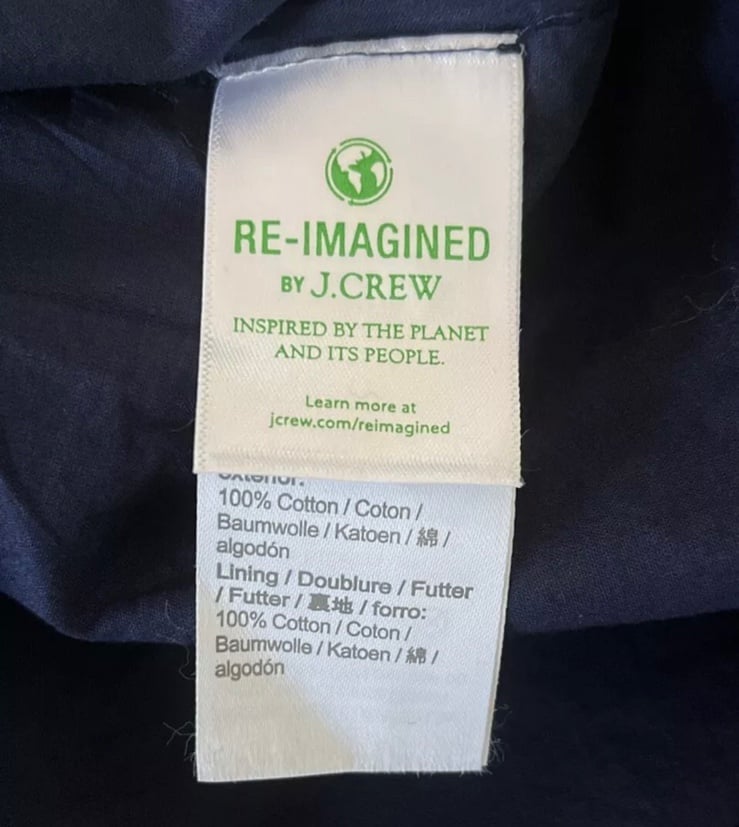 RE-IMAGINED
BY J.CREW
INSPIRED BY THE PLANET
AND ITS PEOPLE.
Learn more at
jcrew.com/reimagined
exterior:
100% Cotton / Coton /
Baumwolle / Katoen / 綿 /
algodón
Lining / Doublure / Futter
/ Futter / 裏地 / forro:
100% Cotton / Coton /
Baumwolle / Katoen / 綿 /
algodón